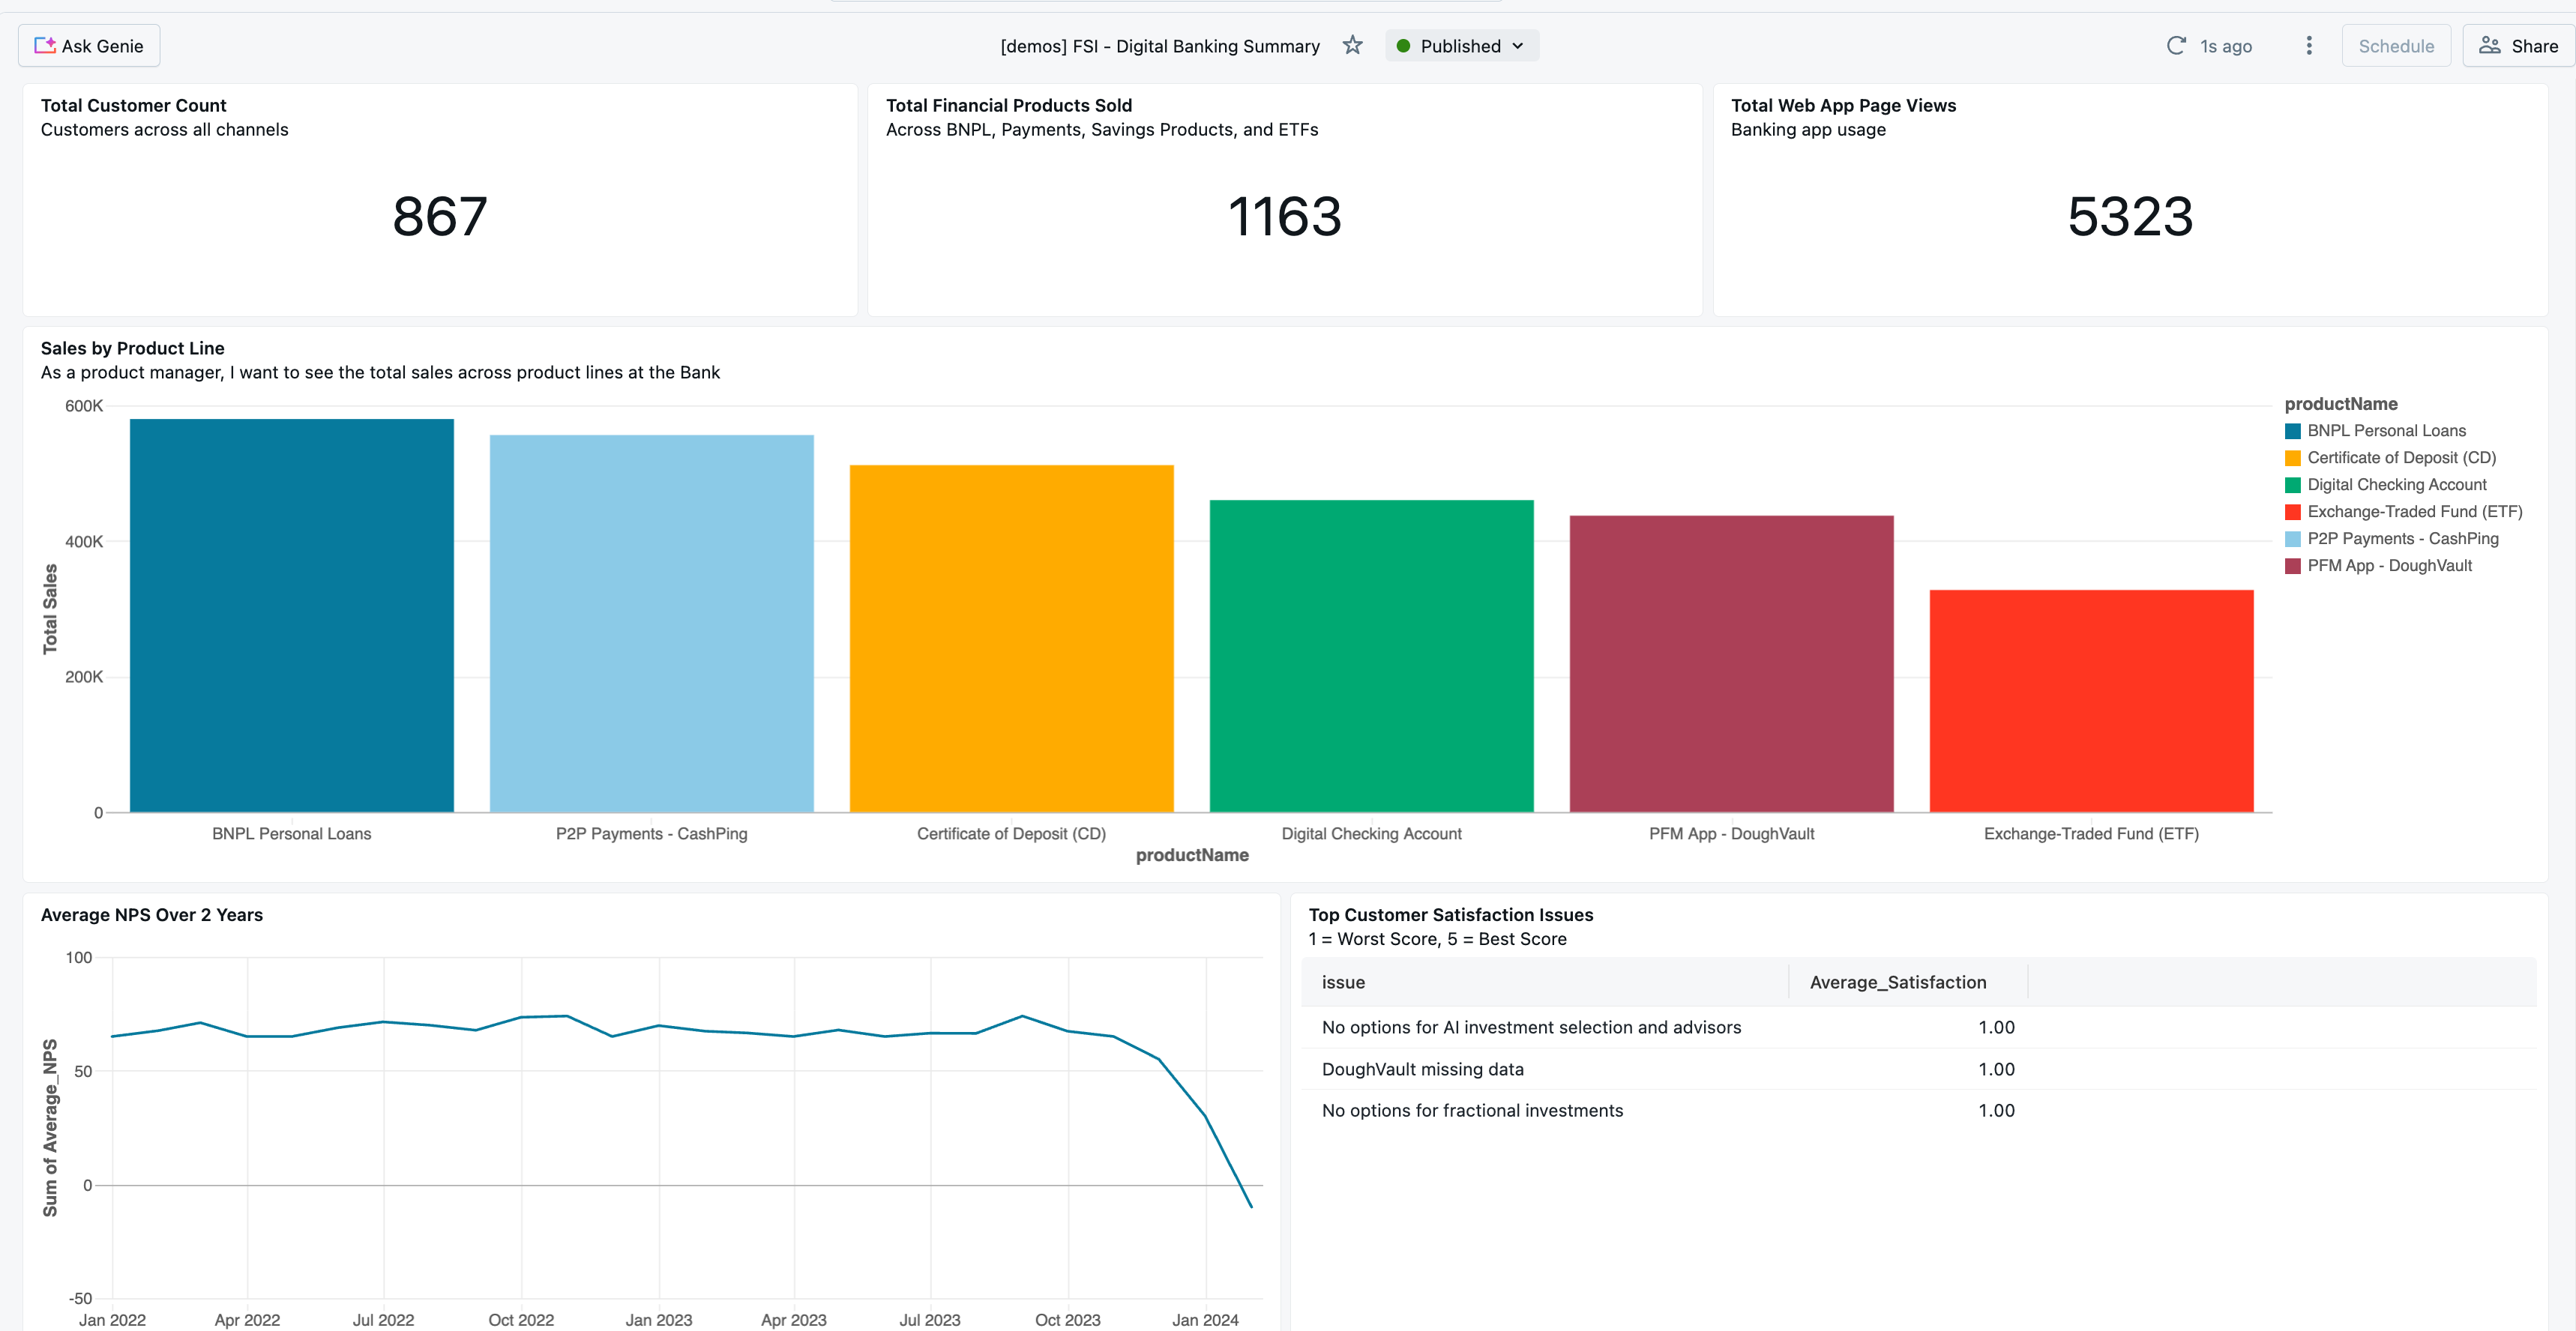 Ask Genie
[demos] FSI - Digital Banking Summary
Published
1s ago
Schedule
Share
Total Customer Count
Customers across all channels
867
Total Financial Products Sold
Across BNPL, Payments, Savings Products, and ETFs
1163
Total Web App Page Views
Banking app usage
5323
Sales by Product Line
As a product manager, I want to see the total sales across product lines at the Bank
600K
400K
200K
0
Total Sales
BNPL Personal Loans
P2P Payments - CashPing
Certificate of Deposit (CD)
Digital Checking Account
PFM App - DoughVault
Exchange-Traded Fund (ETF)
productName
productName
BNPL Personal Loans
Certificate of Deposit (CD)
Digital Checking Account
Exchange-Traded Fund (ETF)
P2P Payments - CashPing
PFM App - DoughVault
Average NPS Over 2 Years
100
50
0
-50
Sum of Average_NPS
Jan 2022
Apr 2022
Jul 2022
Oct 2022
Jan 2023
Apr 2023
Jul 2023
Oct 2023
Jan 2024
Top Customer Satisfaction Issues
1 = Worst Score, 5 = Best Score
issue Average_Satisfaction
No options for AI investment selection and advisors 1.00
DoughVault missing data 1.00
No options for fractional investments 1.00